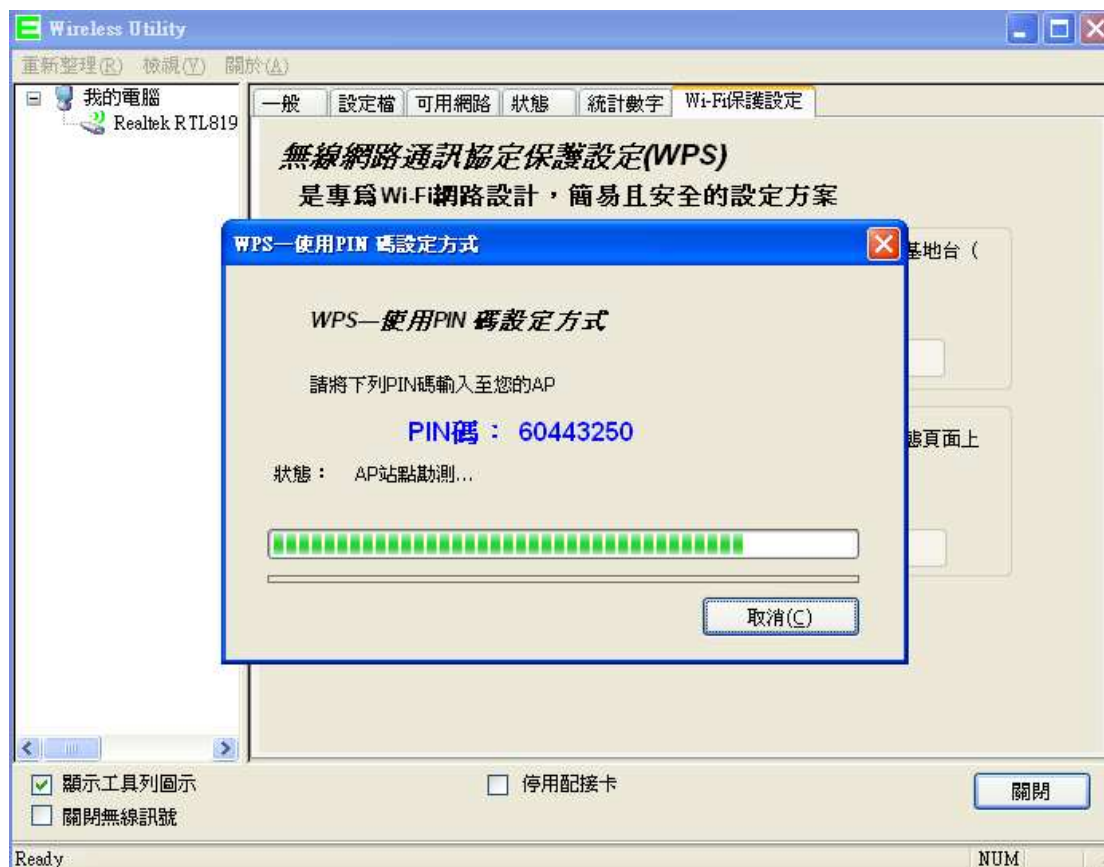 Wireless Utility
重新整理(R) 檢視(V) 關於(A)
我的電腦
Realtek RTL819
一般 設定檔 可用網路 狀態 統計數字 Wi-Fi保護設定
無線網路通訊協定保護設定(WPS)
是專爲Wi-Fi網路設計，簡易且安全的設定方案
基地台（
態頁面上
WPS—使用PIN 碼設定方式
WPS—使用PIN 碼設定方式
請將下列PIN碼輸入至您的AP
PIN碼： 60443250
狀態： AP站點勘測...
取消(C)
顯示工具列圖示
停用配接卡
關閉
關閉無線訊號
Ready
NUM